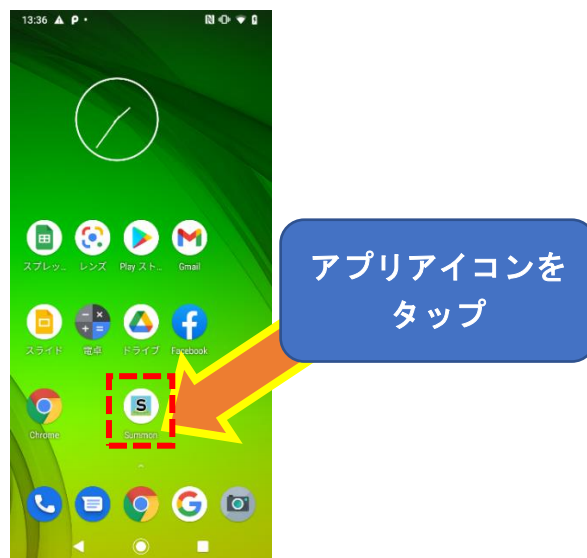 13:36
スプレッ… レンズ Play スト… Gmail
アプリアイコンを
タップ
スライド 電卓 ドライブ Facebook
S
Chrome Summon